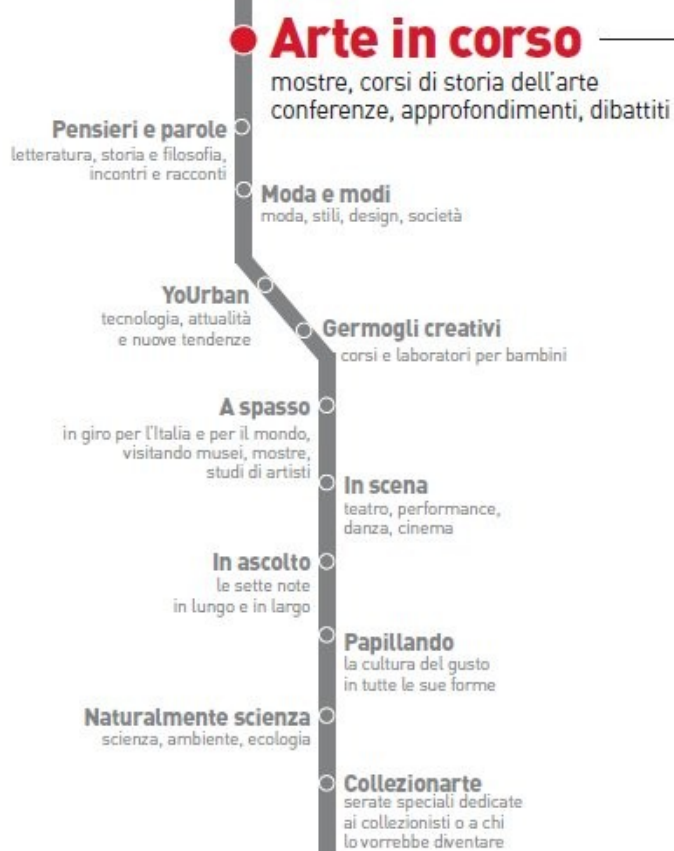 Arte in corso
mostre, corsi di storia dell'arte
conferenze, approfondimenti, dibattiti
Pensieri e parole
letteratura, storia e filosofia,
incontri e racconti
Moda e modi
moda, stili, design, società
YoUrban
tecnologia, attualità
e nuove tendenze
Germogli creativi
corsi e laboratori per bambini
A spasso
in giro per l'Italia e per il mondo,
visitando musei, mostre,
studi di artisti
In scena
teatro, performance,
danza, cinema
In ascolto
le sette note
in lungo e in largo
Papillando
la cultura del gusto
in tutte le sue forme
Naturalmente scienza
scienza, ambiente, ecologia
Collezionarte
serate speciali dedicate
ai collezionisti o a chi
lo vorrebbe diventare